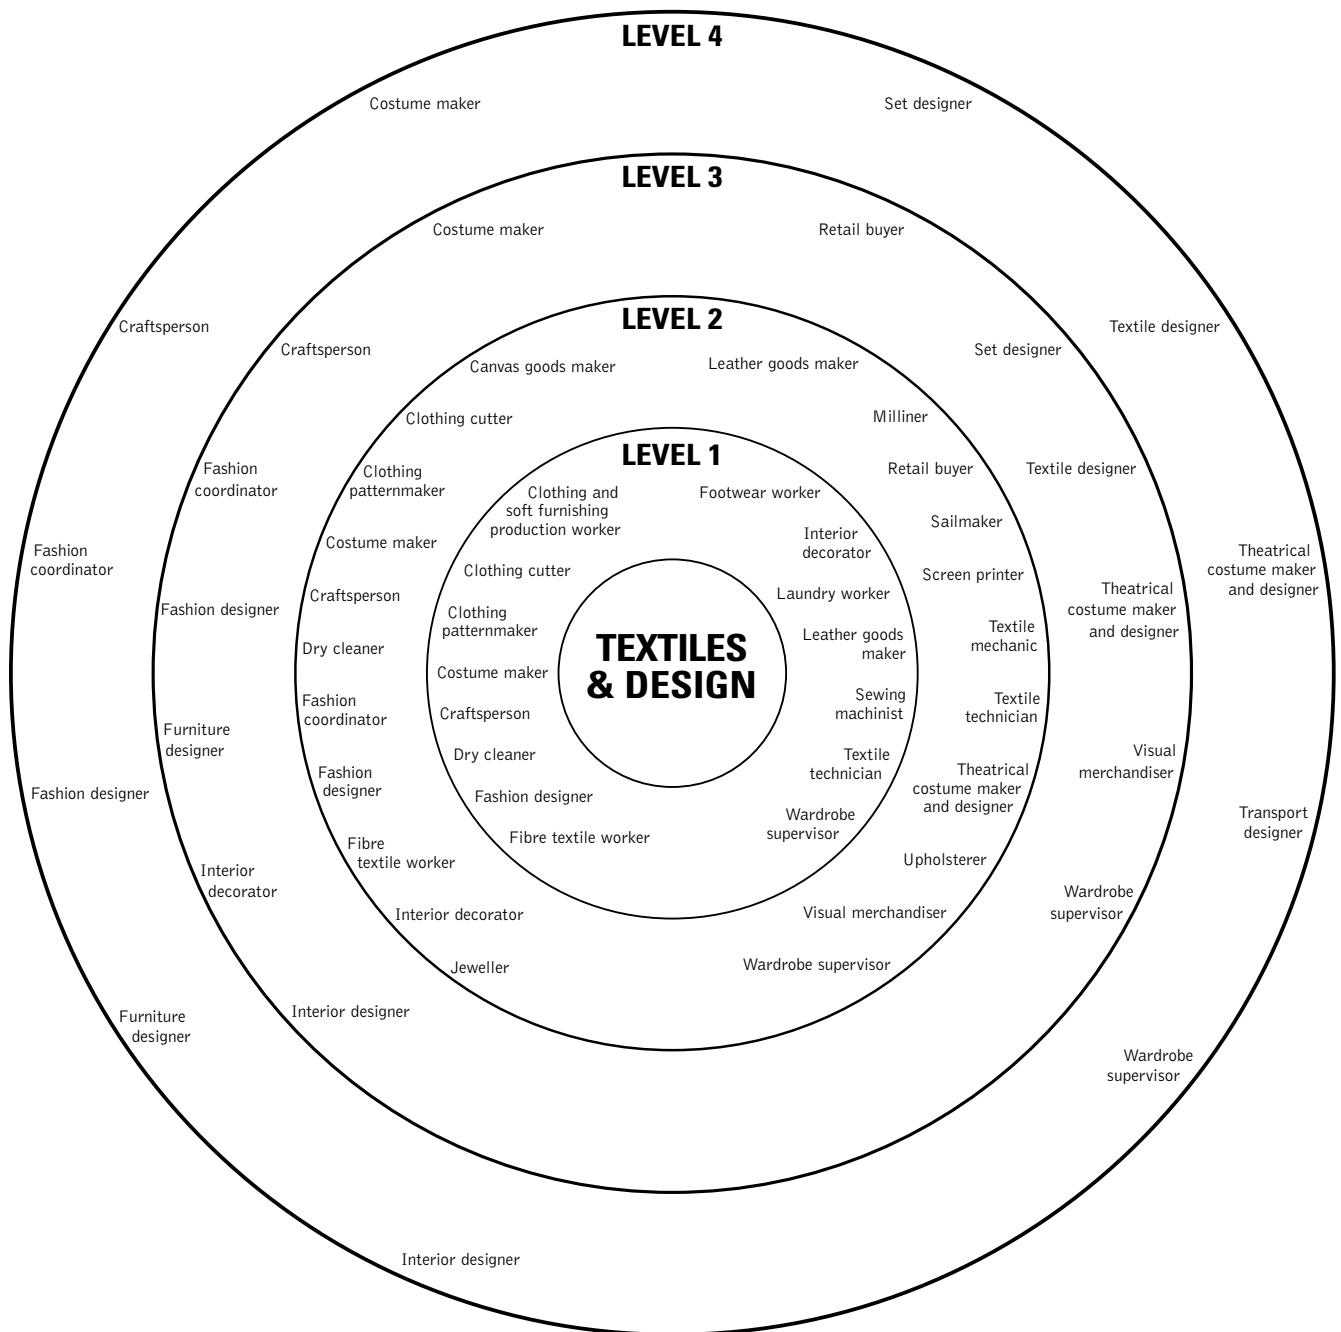 LEVEL 4
Costume maker
Set designer
Craftsperson
Textile designer
Fashion
coordinator
Theatrical
costume maker
and designer
Fashion designer
Transport
designer
Furniture
designer
Wardrobe
supervisor
Interior designer
LEVEL 3
Costume maker
Retail buyer
Craftsperson
Set designer
Fashion
coordinator
Textile designer
Fashion designer
Theatrical
costume maker
and designer
Furniture
designer
Visual
merchandiser
Interior
decorator
Wardrobe
supervisor
Interior designer
LEVEL 2
Canvas goods maker
Leather goods maker
Clothing cutter
Milliner
Clothing
patternmaker
Retail buyer
Costume maker
Sailmaker
Craftsperson
Screen printer
Dry cleaner
Textile
mechanic
Fashion
coordinator
Textile
technician
Fashion
designer
Theatrical
costume maker
and designer
Fibre
textile worker
Upholsterer
Interior decorator
Visual merchandiser
Jeweller
Wardrobe supervisor
LEVEL 1
Clothing and
soft furnishing
production worker
Footwear worker
Clothing cutter
Interior
decorator
Clothing
patternmaker
Laundry worker
Costume maker
Leather goods
maker
Craftsperson
Sewing
machinist
Dry cleaner
Textile
technician
Fashion designer
Wardrobe
supervisor
Fibre textile worker
TEXTILES
& DESIGN